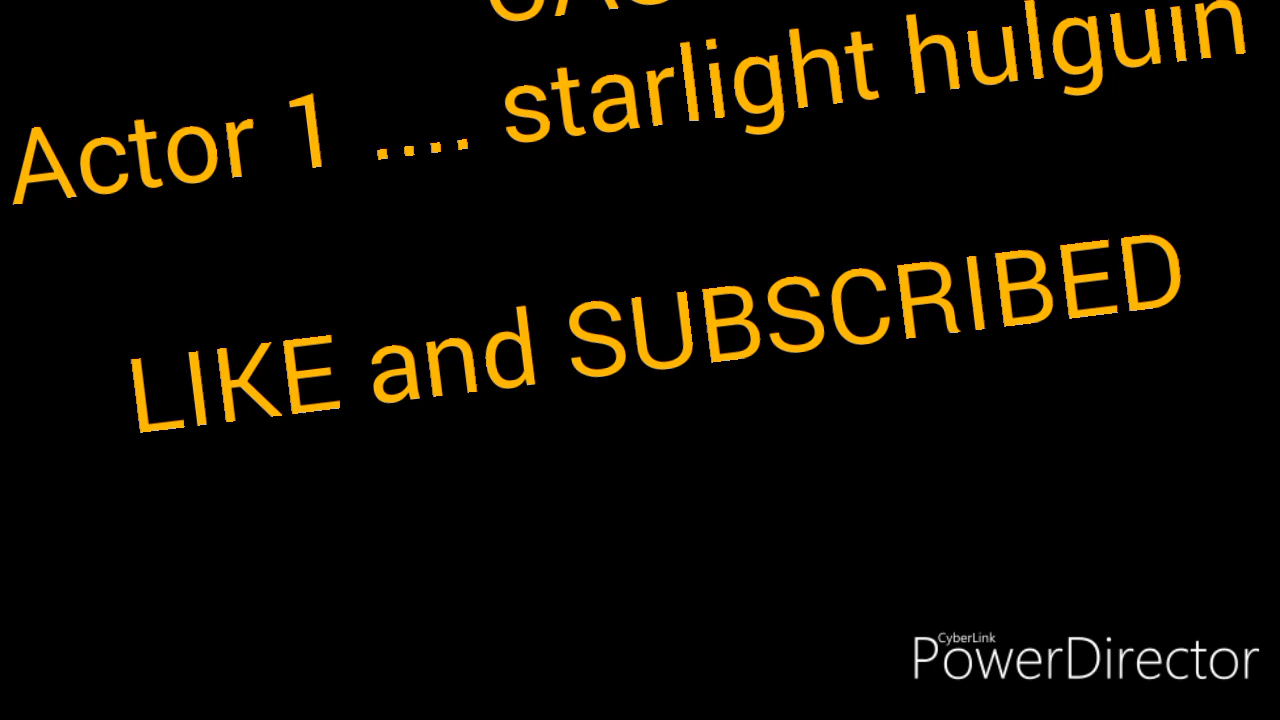 Actor 1 .... starlight hulguin
LIKE and SUBSCRIBED
CyberLink
PowerDirector